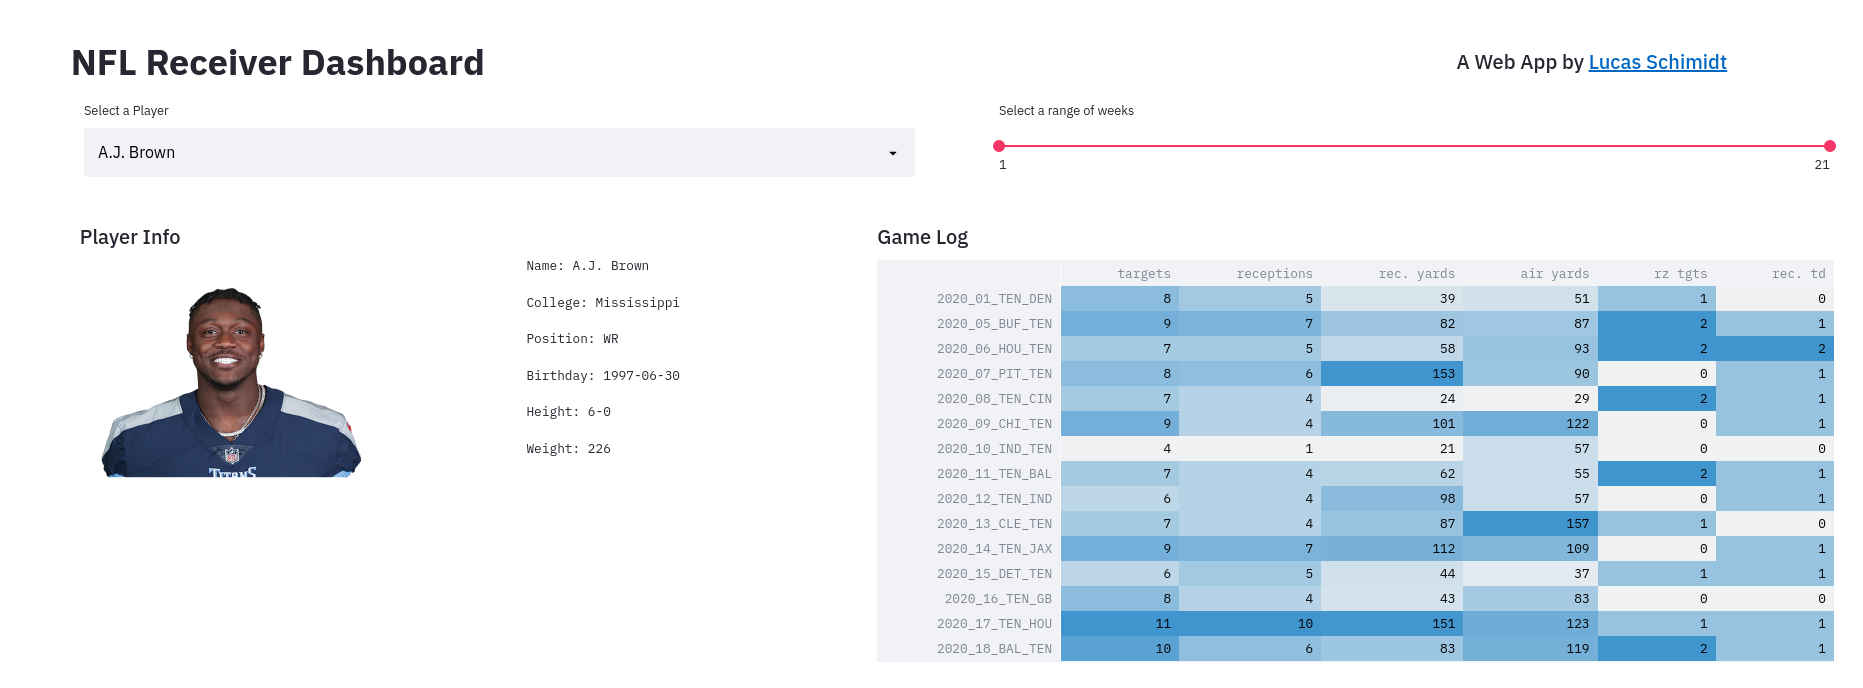 NFL Receiver Dashboard
A Web App by Lucas Schimidt
Select a Player
A.J. Brown
Select a range of weeks
1 21
Player Info
TITANS
Name: A.J. Brown
College: Mississippi
Position: WR
Birthday: 1997-06-30
Height: 6-0
Weight: 226
Game Log
targets receptions rec. yards air yards rz tgts rec. td
2020_01_TEN_DEN 8 5 39 51 1 0
2020_05_BUF_TEN 9 7 82 87 2 1
2020_06_HOU_TEN 7 5 58 93 2 2
2020_07_PIT_TEN 8 6 153 90 0 1
2020_08_TEN_CIN 7 4 24 29 2 1
2020_09_CHI_TEN 9 4 101 122 0 1
2020_10_IND_TEN 4 1 21 57 0 0
2020_11_TEN_BAL 7 4 62 55 2 1
2020_12_TEN_IND 6 4 98 57 0 1
2020_13_CLE_TEN 7 4 87 157 1 0
2020_14_TEN_JAX 9 7 112 109 0 1
2020_15_DET_TEN 6 5 44 37 1 1
2020_16_TEN_GB 8 4 43 83 0 0
2020_17_TEN_HOU 11 10 151 123 1 1
2020_18_BAL_TEN 10 6 83 119 2 1